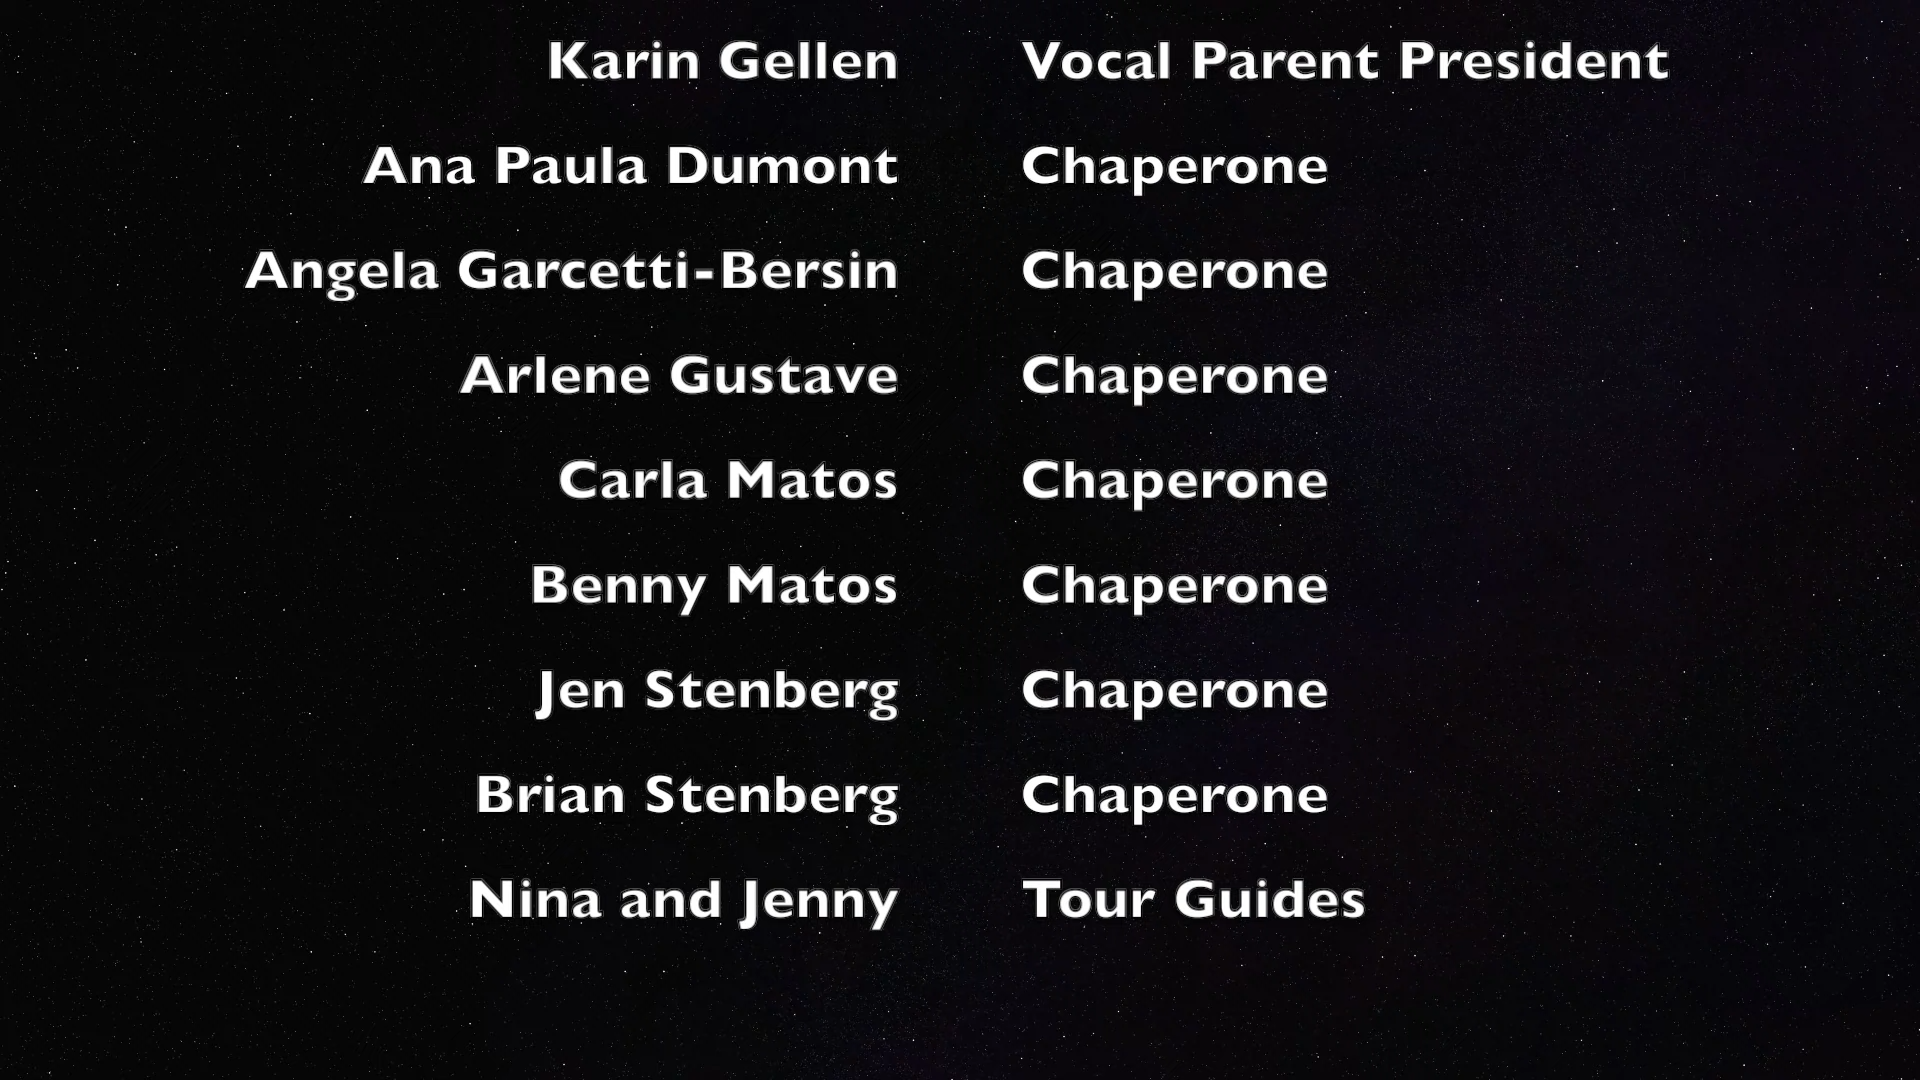 Karin Gellen Vocal Parent President
Ana Paula Dumont Chaperone
Angela Garcetti-Bersin Chaperone
Arlene Gustave Chaperone
Carla Matos Chaperone
Benny Matos Chaperone
Jen Stenberg Chaperone
Brian Stenberg Chaperone
Nina and Jenny Tour Guides